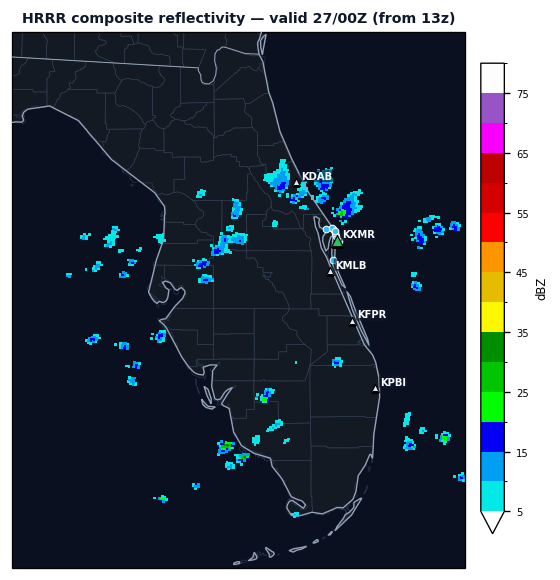 HRRR composite reflectivity — valid 27/00Z (from 13z)
KDAB
KXMR
KMLB
KFPR
KPBI
75
65
55
45
35
25
15
5
dBZ